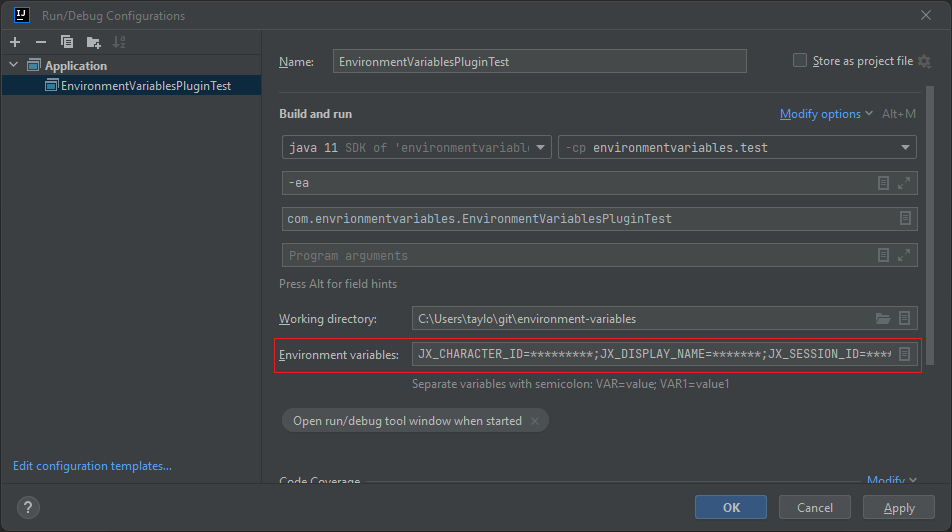 Run/Debug Configurations
Application
EnvironmentVariablesPluginTest
Name: EnvironmentVariablesPluginTest
Store as project file
Build and run
Modify options Alt+M
java 11 SDK of 'environmentvariable
-cp environmentvariables.test
-ea
com.envrionmentvariables.EnvironmentVariablesPluginTest
Program arguments
Press Alt for field hints
Working directory: C:\Users\taylo\git\environment-variables
Environment variables: JX_CHARACTER_ID=*********;JX_DISPLAY_NAME=*******;JX_SESSION_ID=****
Separate variables with semicolon: VAR=value; VAR1=value1
Open run/debug tool window when started
Edit configuration templates...
Code Coverage
Modify
? OK Cancel Apply